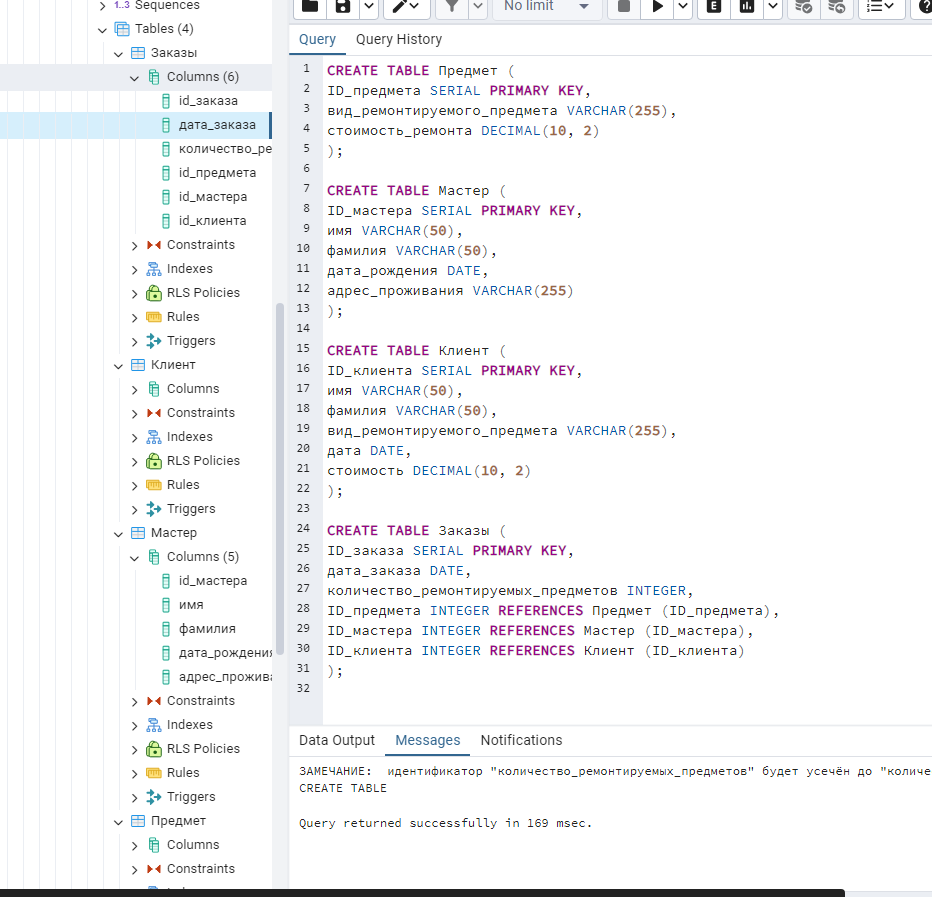 Sequences
Tables (4)
Заказы
Columns (6)
id_заказа
дата_заказа
количество_ре
id_предмета
id_мастера
id_клиента
Constraints
Indexes
RLS Policies
Rules
Triggers
Клиент
Columns
Constraints
Indexes
RLS Policies
Rules
Triggers
Мастер
Columns (5)
id_мастера
имя
фамилия
дата_рождения
адрес_прожива
Constraints
Indexes
RLS Policies
Rules
Triggers
Предмет
Columns
Constraints
No limit
Query Query History
1 CREATE TABLE Предмет (
2 ID_предмета SERIAL PRIMARY KEY,
3 вид_ремонтируемого_предмета VARCHAR(255),
4 стоимость_ремонта DECIMAL(10, 2)
5 );
6
7 CREATE TABLE Мастер (
8 ID_мастера SERIAL PRIMARY KEY,
9 имя VARCHAR(50),
10 фамилия VARCHAR(50),
11 дата_рождения DATE,
12 адрес_проживания VARCHAR(255)
13 );
14
15 CREATE TABLE Клиент (
16 ID_клиента SERIAL PRIMARY KEY,
17 имя VARCHAR(50),
18 фамилия VARCHAR(50),
19 вид_ремонтируемого_предмета VARCHAR(255),
20 дата DATE,
21 стоимость DECIMAL(10, 2)
22 );
23
24 CREATE TABLE Заказы (
25 ID_заказа SERIAL PRIMARY KEY,
26 дата_заказа DATE,
27 количество_ремонтируемых_предметов INTEGER,
28 ID_предмета INTEGER REFERENCES Предмет (ID_предмета),
29 ID_мастера INTEGER REFERENCES Мастер (ID_мастера),
30 ID_клиента INTEGER REFERENCES Клиент (ID_клиента)
31 );
32
Data Output Messages Notifications
ЗАМЕЧАНИЕ: идентификатор "количество_ремонтируемых_предметов" будет усечён до "количе
CREATE TABLE
Query returned successfully in 169 msec.